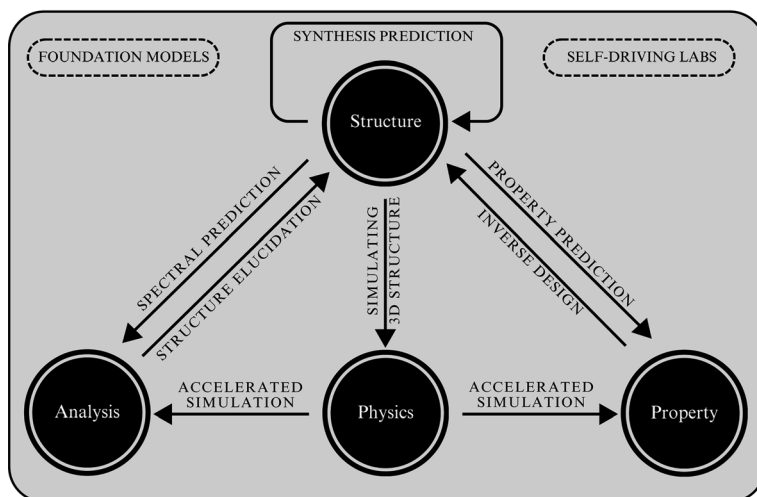 SYNTHESIS PREDICTION
FOUNDATION MODELS
SELF-DRIVING LABS
Structure
SPECTRAL PREDICTION
STRUCTURE ELUCIDATION
SIMULATING
3D STRUCTURE
PROPERTY PREDICTION
INVERSE DESIGN
ACCELERATED
SIMULATION
ACCELERATED
SIMULATION
Analysis
Physics
Property